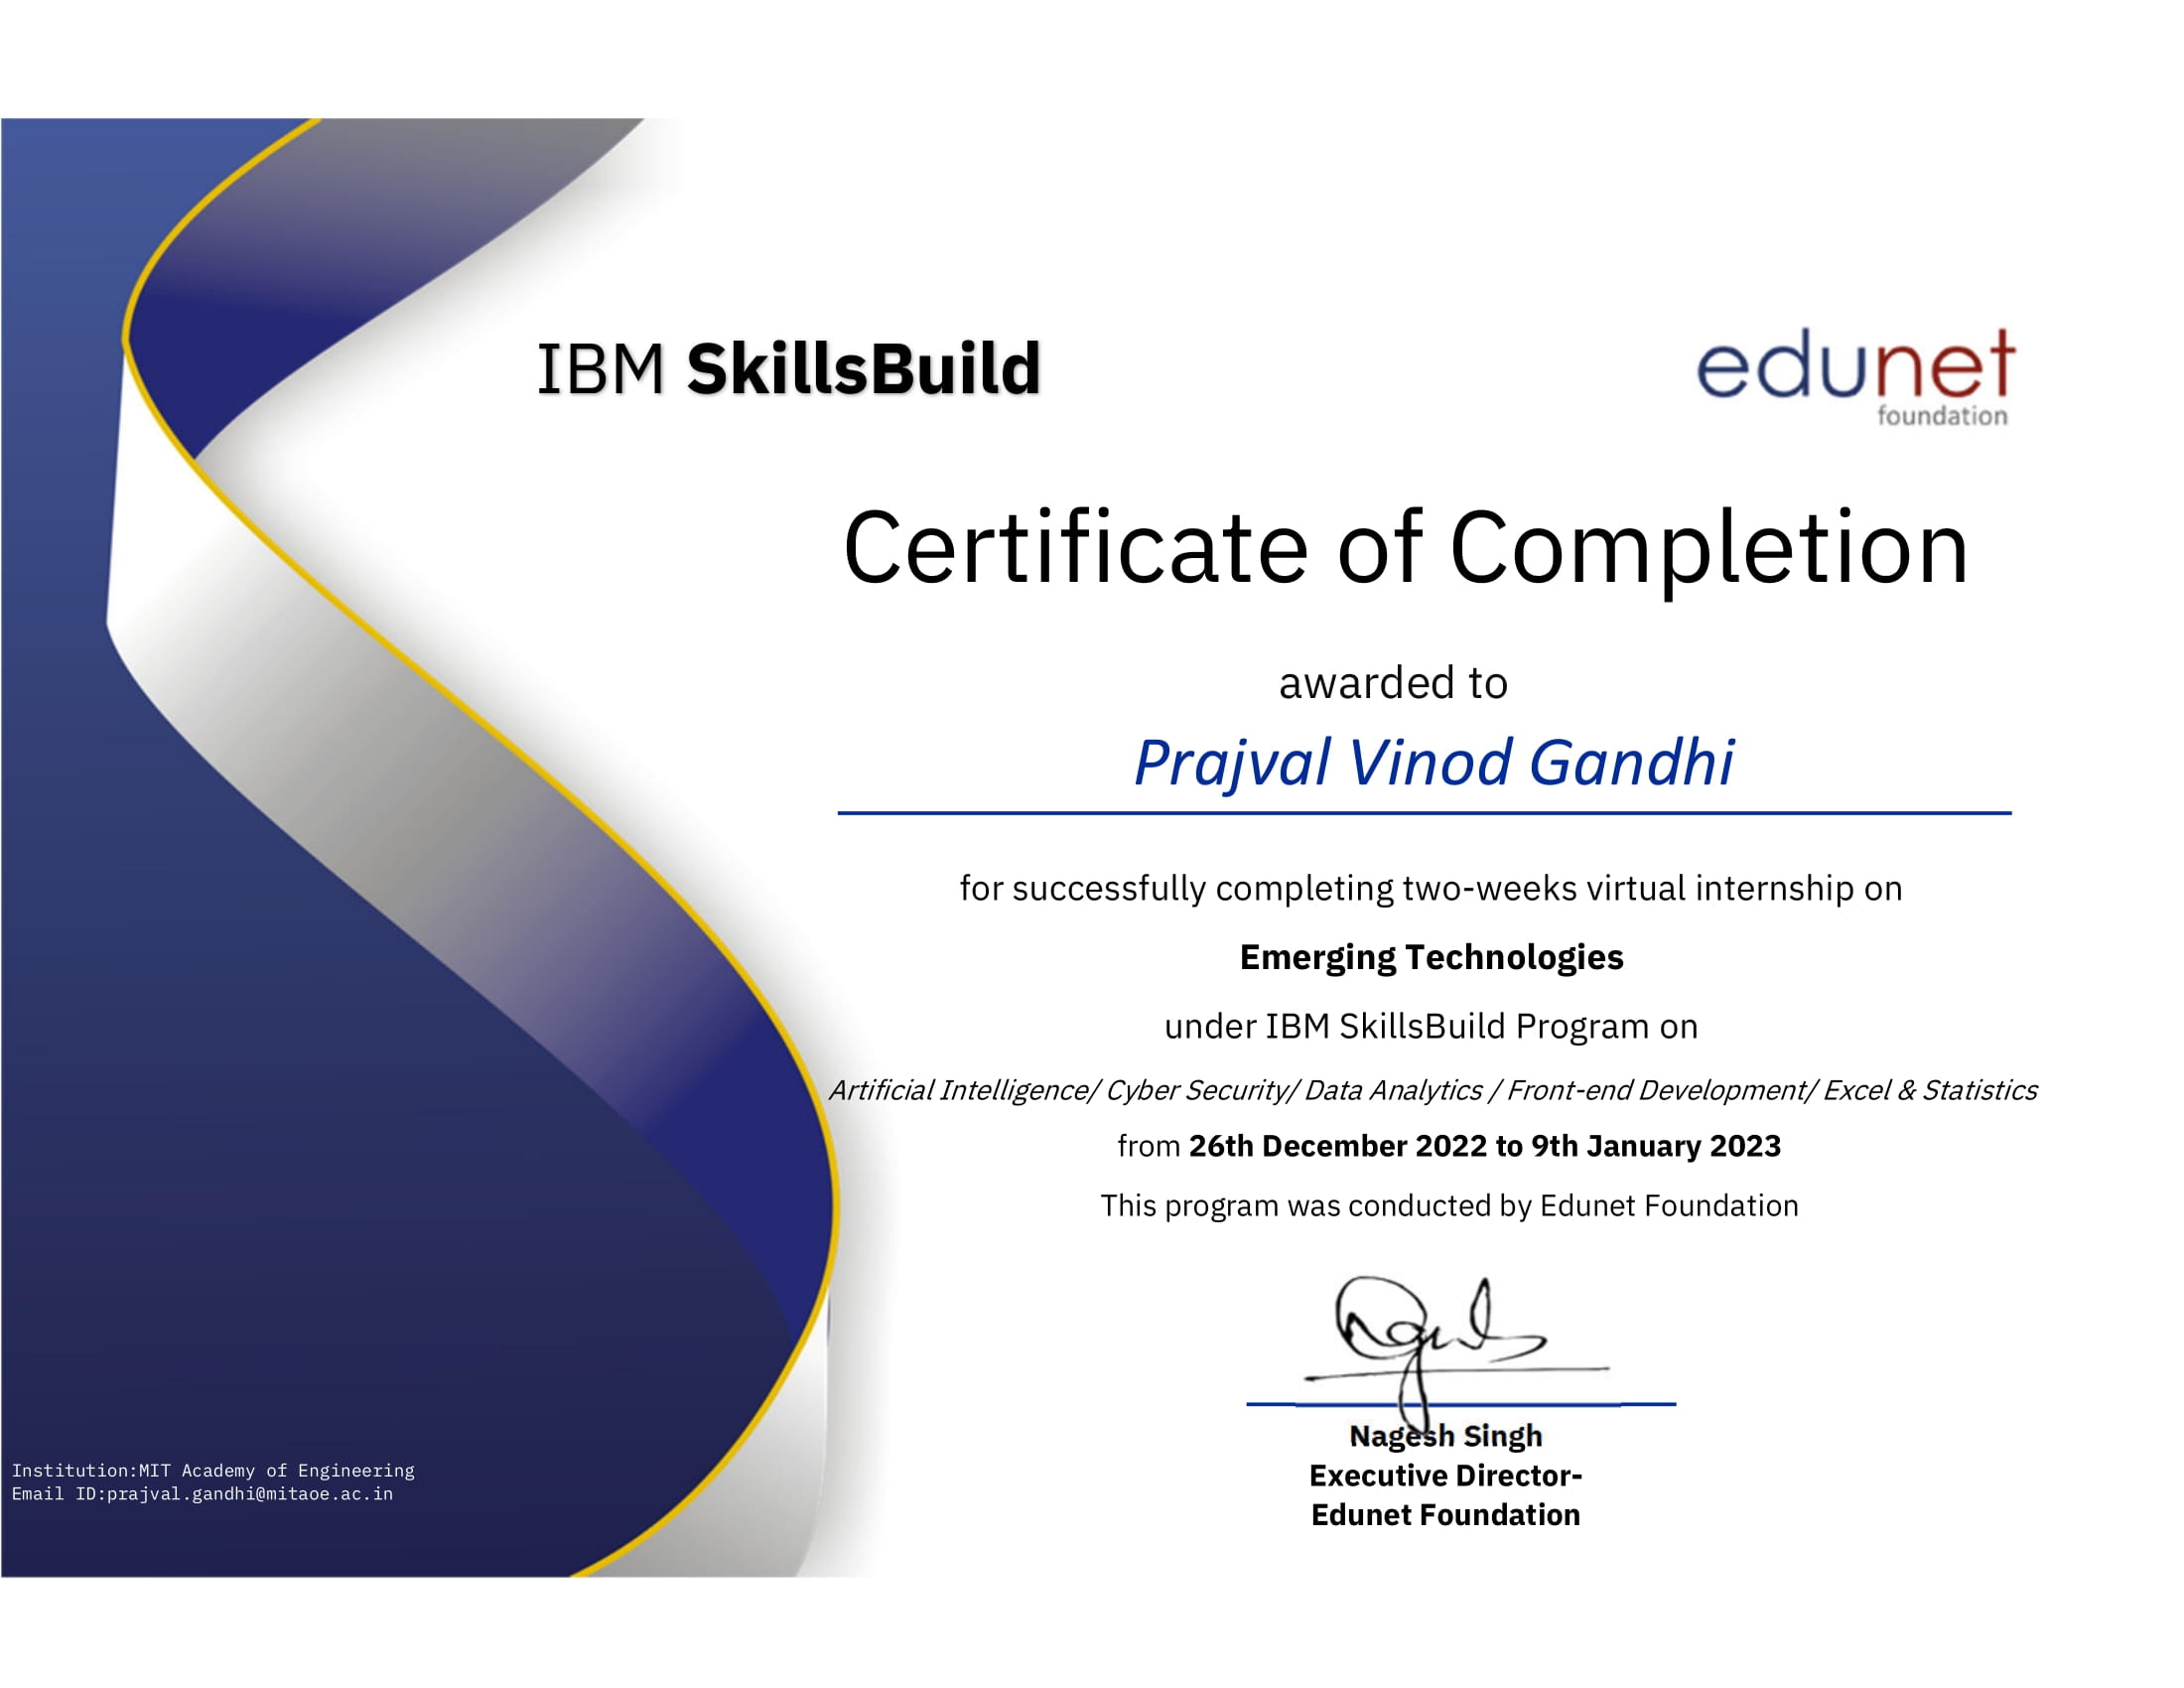 IBM SkillsBuild
edunet
foundation
Certificate of Completion
awarded to
Prajval Vinod Gandhi
for successfully completing two-weeks virtual internship on
Emerging Technologies
under IBM SkillsBuild Program on
Artificial Intelligence/ Cyber Security/ Data Analytics / Front-end Development/ Excel & Statistics
from 26th December 2022 to 9th January 2023
This program was conducted by Edunet Foundation
Nagesh Singh
Executive Director-
Edunet Foundation
Institution:MIT Academy of Engineering
Email ID:prajval.gandhi@mitaoe.ac.in